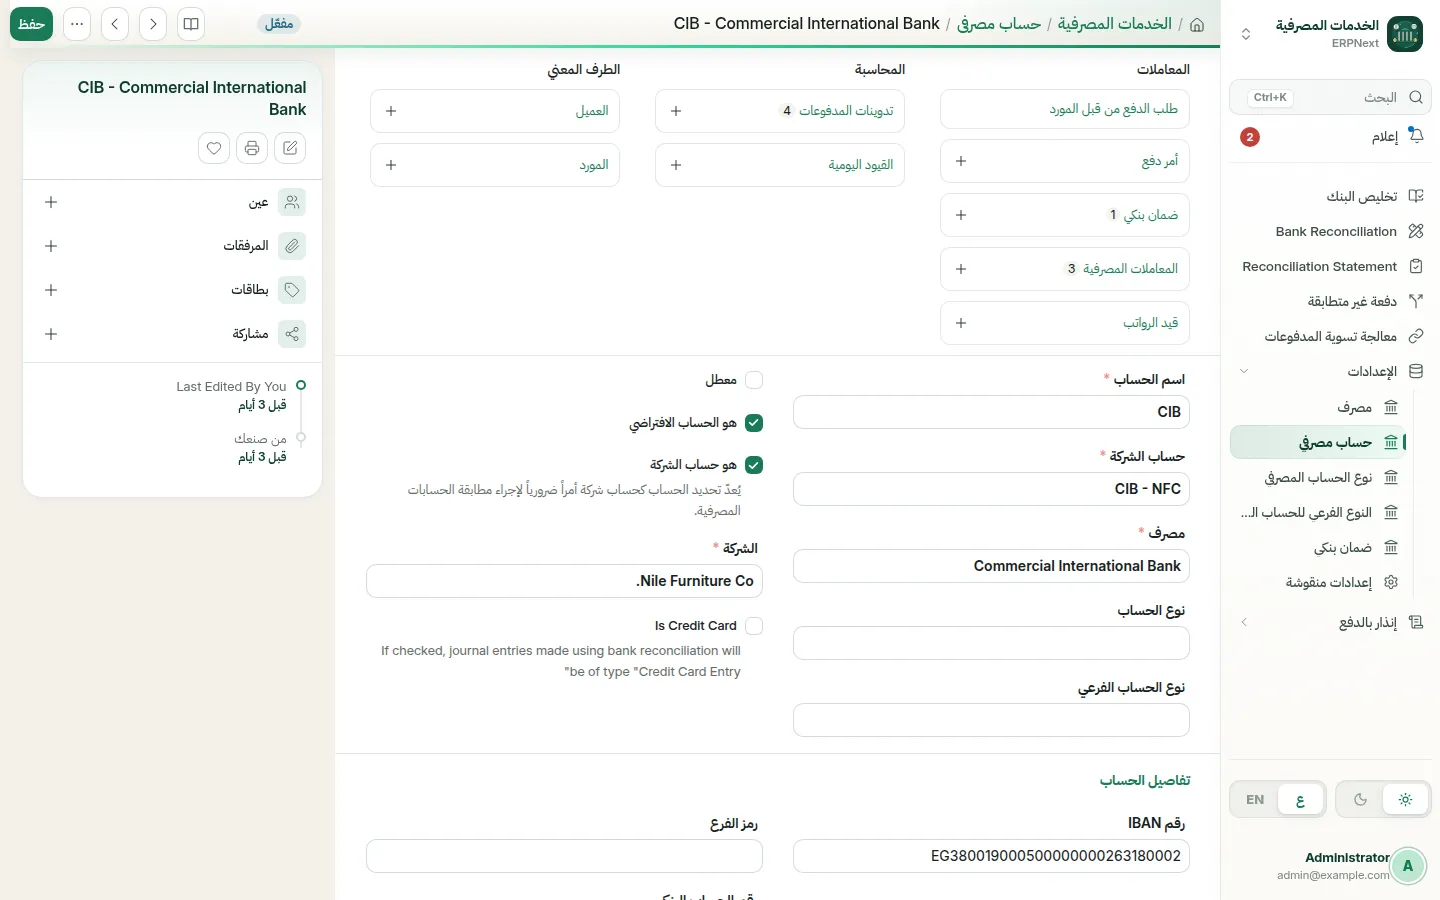 الخدمات المصرفية
ERPNext
البحث
Ctrl+K
إعلام
2
تخليص البنك
Bank Reconciliation
Reconciliation Statement
دفعة غير متطابقة
معالجة تسوية المدفوعات
الإعدادات
مصرف
حساب مصرفي
نوع الحساب المصرفي
النوع الفرعي للحساب الـ...
ضمان بنكي
إعدادات منقوشة
إنذار بالدفع
ع
EN
Administrator
admin@example.com
A
الخدمات المصرفية / حساب مصرفي / CIB - Commercial International Bank
مفعّل
حفظ
المعاملات
طلب الدفع من قبل المورد
أمر دفع
ضمان بنكي 1
المعاملات المصرفية 3
قيد الرواتب
المحاسبة
تدوينات المدفوعات 4
القيود اليومية
الطرف المعني
العميل
المورد
اسم الحساب *
CIB
حساب الشركة *
CIB - NFC
مصرف *
Commercial International Bank
نوع الحساب
نوع الحساب الفرعي
معطل
هو الحساب الافتراضي
هو حساب الشركة
يُعدّ تحديد الحساب كحساب شركة أمراً ضرورياً لإجراء مطابقة الحسابات
المصرفية.
الشركة *
Nile Furniture Co.
Is Credit Card
If checked, journal entries made using bank reconciliation will
be of type "Credit Card Entry"
تفاصيل الحساب
رقم IBAN
EG380019000500000000263180002
رمز الفرع
CIB - Commercial International
Bank
عين
المرفقات
بطاقات
مشاركة
Last Edited By You
قبل 3 أيام
من صنعك
قبل 3 أيام